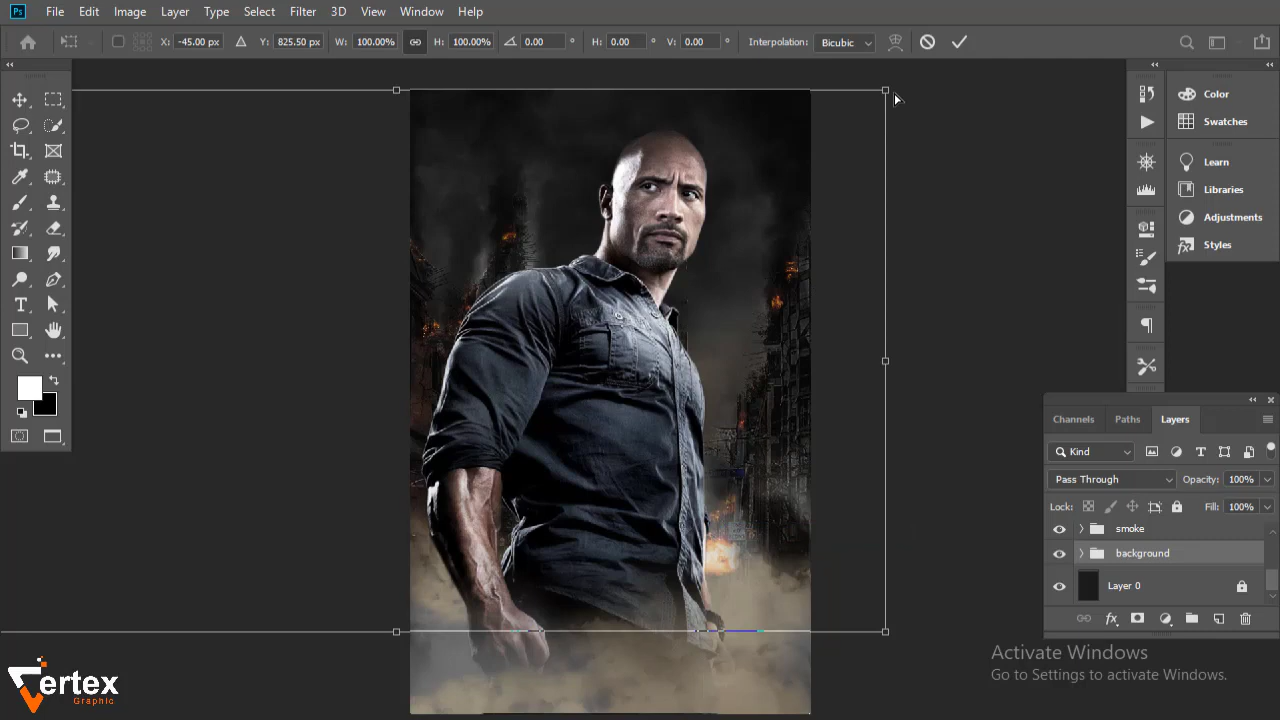 Ps File Edit Image Layer Type Select Filter 3D View Window Help
X: -45.00 px Y: 825.50 px W: 100.00% H: 100.00% 0.00 ° H: 0.00 ° V: 0.00 ° Interpolation: Bicubic
Color
Swatches
Learn
Libraries
Adjustments
Styles
Channels Paths Layers
Kind
Pass Through Opacity: 100%
Lock: Fill: 100%
smoke
background
Layer 0
Activate Windows
Go to Settings to activate Windows.
ertex
Graphic